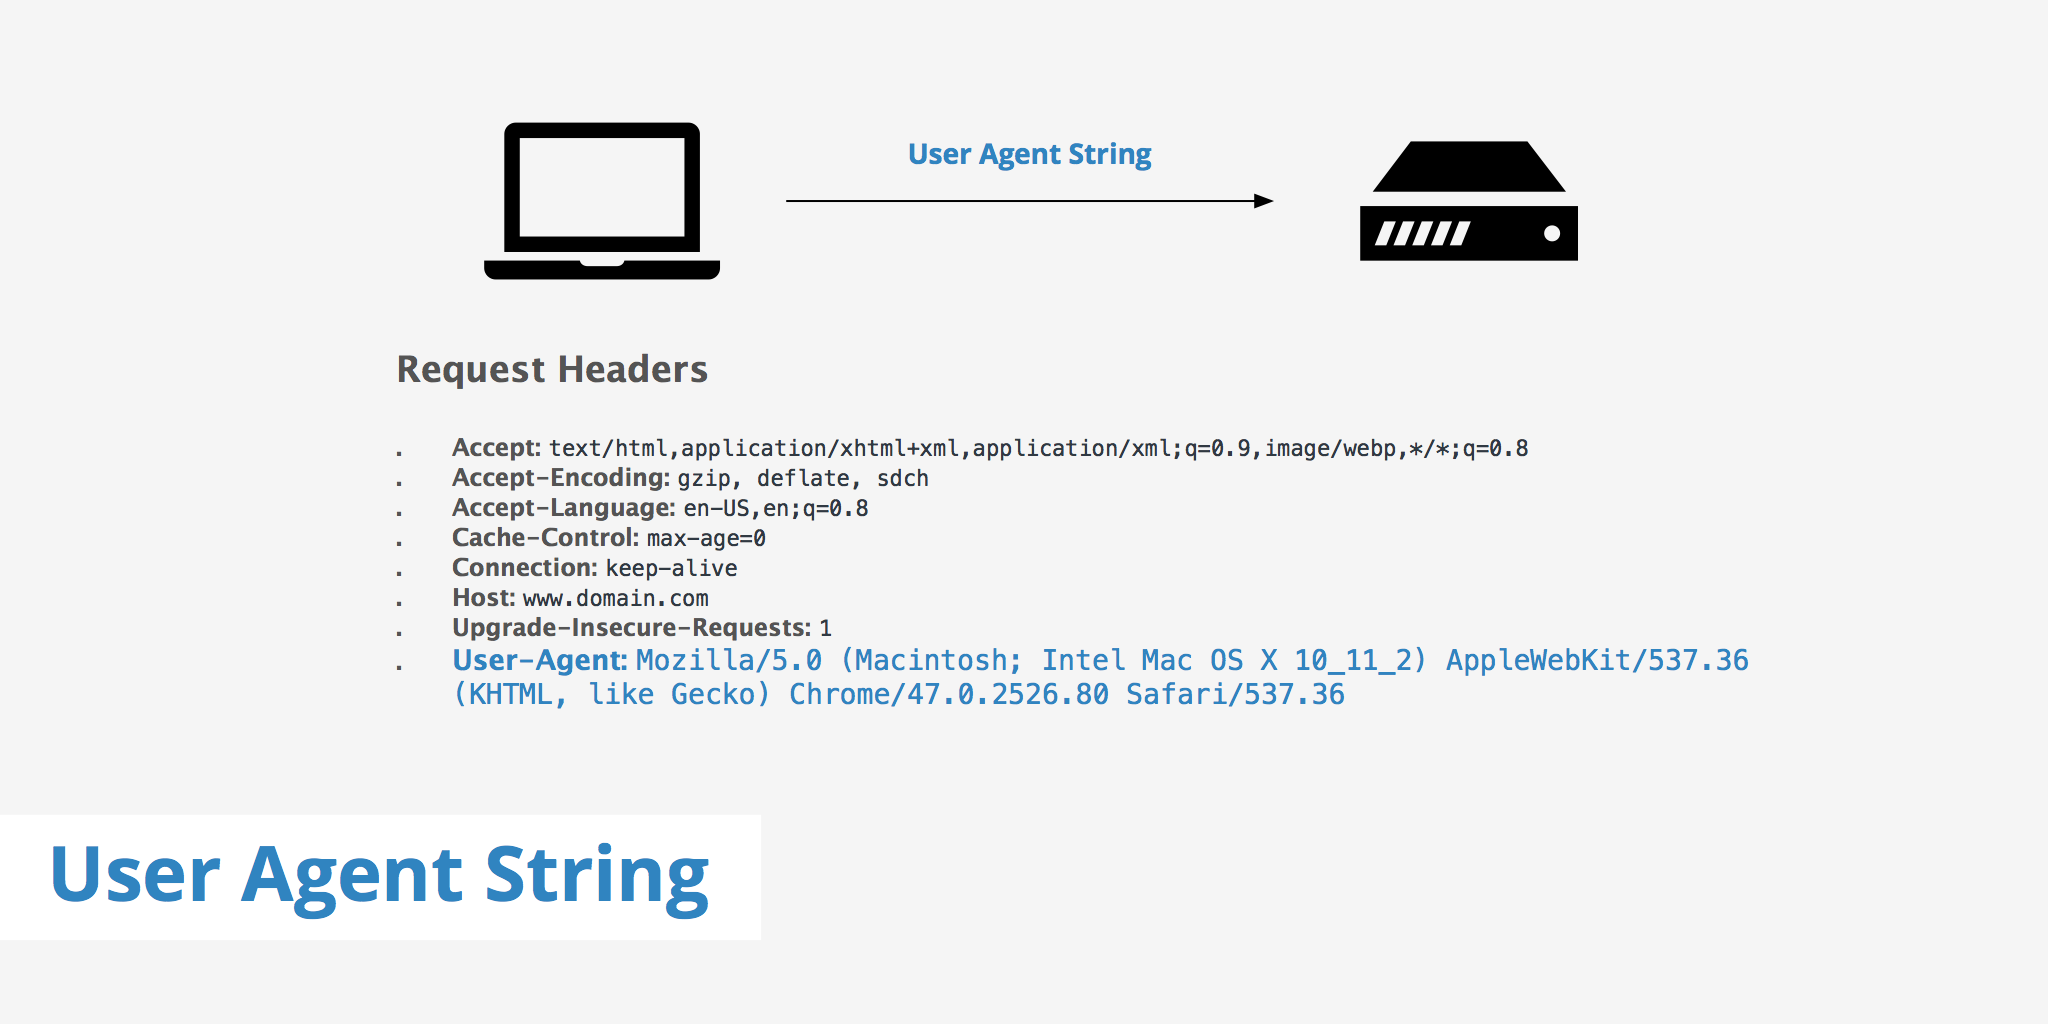 User Agent String
Request Headers
. Accept: text/html,application/xhtml+xml,application/xml;q=0.9,image/webp,*/*;q=0.8
. Accept-Encoding: gzip, deflate, sdch
. Accept-Language: en-US,en;q=0.8
. Cache-Control: max-age=0
. Connection: keep-alive
. Host: www.domain.com
. Upgrade-Insecure-Requests: 1
. User-Agent: Mozilla/5.0 (Macintosh; Intel Mac OS X 10_11_2) AppleWebKit/537.36
(KHTML, like Gecko) Chrome/47.0.2526.80 Safari/537.36
User Agent String